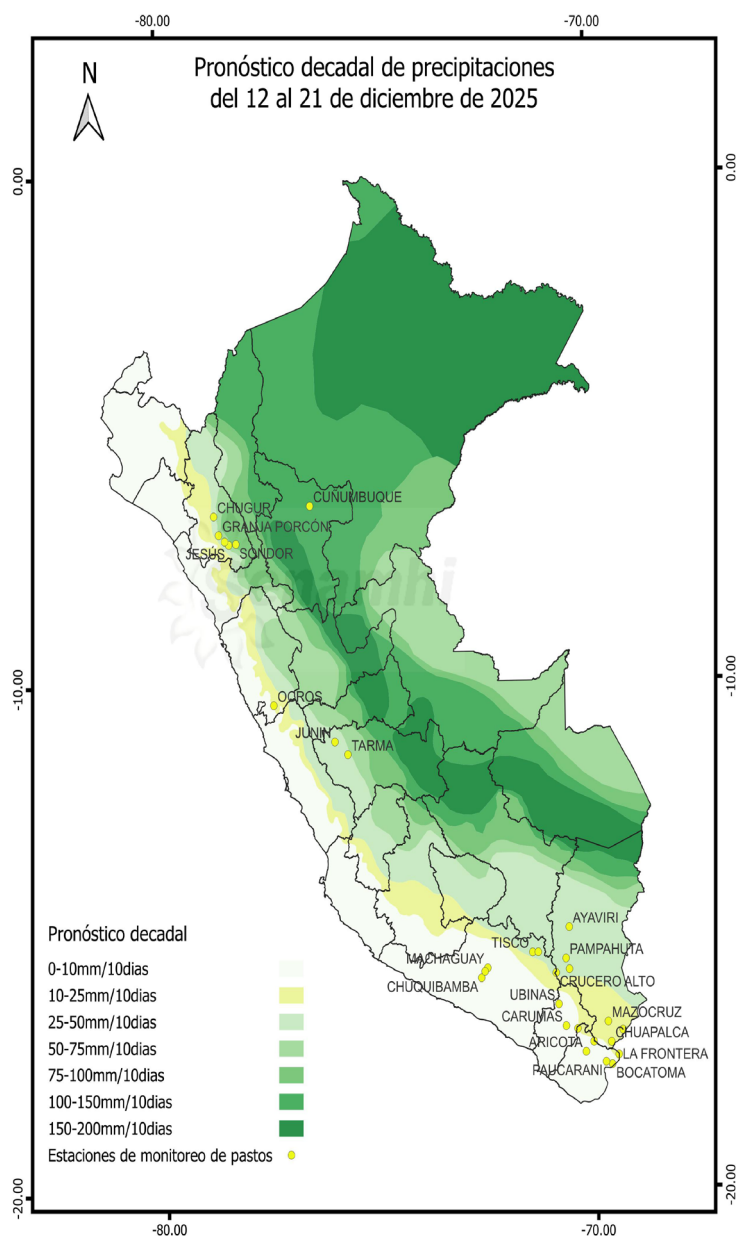 -80.00
-70.00
N
Pronóstico decadal de precipitaciones
del 12 al 21 de diciembre de 2025
0.00
0.00
CUÑUMBUQUE
CHUGUR
GRANJA PORCÓN
JESÚS
SONDOR
Senamhi
-10.00
-10.00
OCROS
JUNÍN
TARMA
AYAVIRI
TISCO
PAMPAHUTA
MACHAGUAY
CRUCERO ALTO
CHUQUIBAMBA
UBINAS
MAZOCRUZ
CARUMAS
CHUAPALCA
ARICOTA
LA FRONTERA
PAUCARANI
BOCATOMA
Pronóstico decadal
0-10mm/10dias
10-25mm/10dias
25-50mm/10dias
50-75mm/10dias
75-100mm/10dias
100-150mm/10dias
150-200mm/10dias
Estaciones de monitoreo de pastos
-20.00
-20.00
-80.00
-70.00